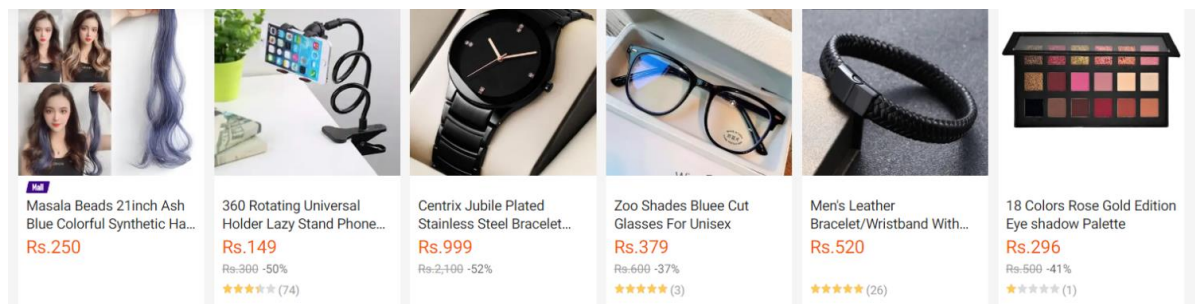 Mall
Masala Beads 21inch Ash
Blue Colorful Synthetic Ha...
Rs.250
360 Rotating Universal
Holder Lazy Stand Phone...
Rs.149
Rs.300 -50%
(74)
Centrix Jubile Plated
Stainless Steel Bracelet...
Rs.999
Rs.2,100 -52%
Zoo Shades Bluee Cut
Glasses For Unisex
Rs.379
Rs.600 -37%
(3)
Men's Leather
Bracelet/Wristband With...
Rs.520
(26)
18 Colors Rose Gold Edition
Eye shadow Palette
Rs.296
Rs.500 -41%
(1)